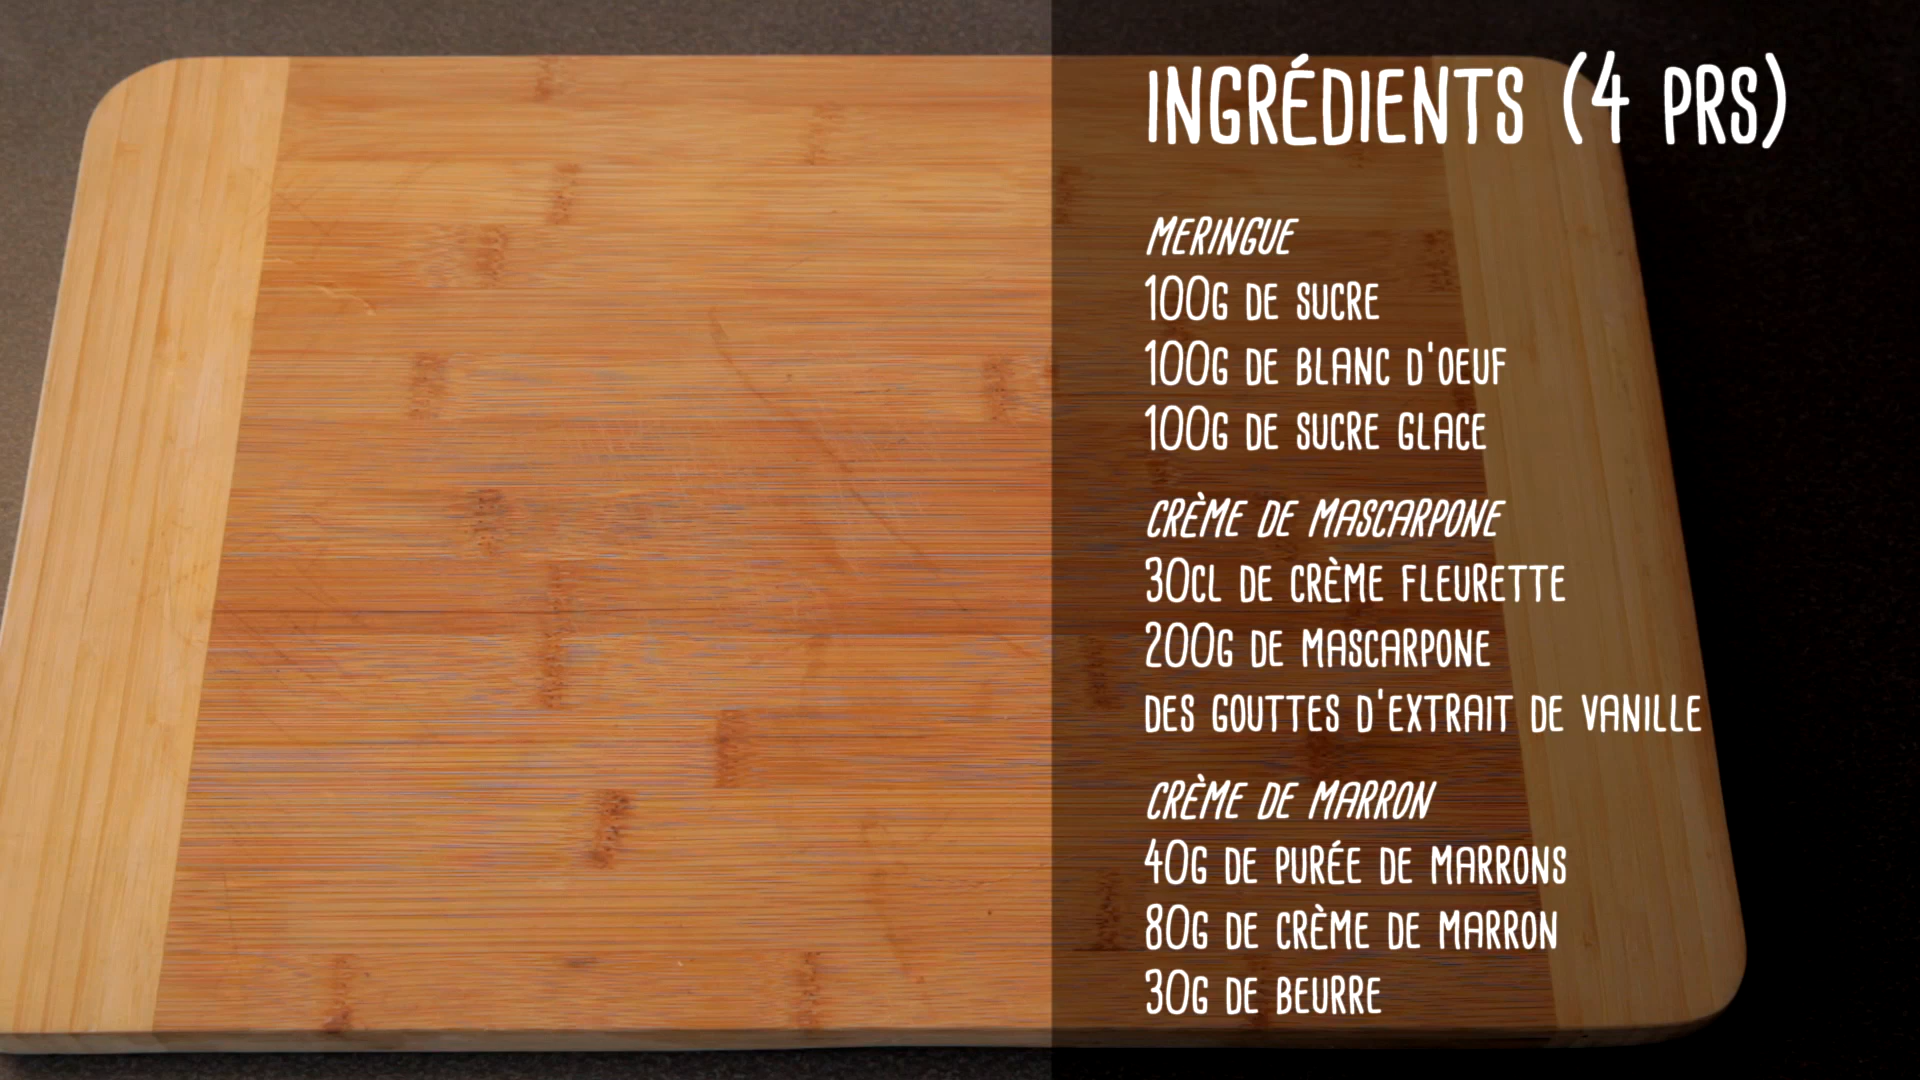 INGRÉDIENTS (4 PRS)
MERINGUE
100G DE SUCRE
100G DE BLANC D'OEUF
100G DE SUCRE GLACE
CRÈME DE MASCARPONE
30CL DE CRÈME FLEURETTE
200G DE MASCARPONE
DES GOUTTES D'EXTRAIT DE VANILLE
CRÈME DE MARRON
40G DE PURÉE DE MARRONS
80G DE CRÈME DE MARRON
30G DE BEURRE